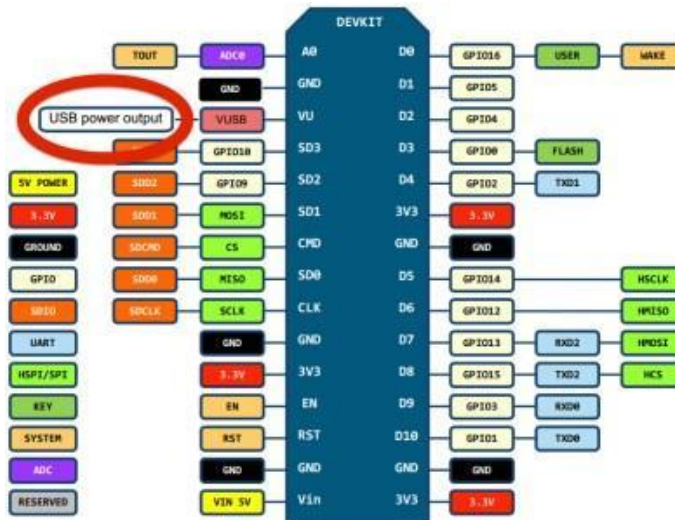 DEVKIT
TOUT ADC0 A0 D0 GPIO16 USER WAKE
GND GND D1 GPIO5
USB power output VUSB VU D2 GPIO4
GPIO10 SD3 D3 GPIO0 FLASH
5V POWER SDD2 GPIO9 SD2 D4 GPIO2 TXD1
3.3V SDD1 MOSI SD1 3V3 3.3V
GROUND SDCMD CS CMD GND GND
GPIO SDD0 MISO SD0 D5 GPIO14 HSCLK
SDIO SDCLK SCLK CLK D6 GPIO12 HMISO
UART GND GND D7 GPIO13 RXD2 HMOSI
HSPI/SPI 3.3V 3V3 D8 GPIO15 TXD2 HCS
KEY EN EN D9 GPIO3 RXD0
SYSTEM RST RST D10 GPIO1 TXD0
ADC GND GND GND GND
RESERVED VIN 5V Vin 3V3 3.3V